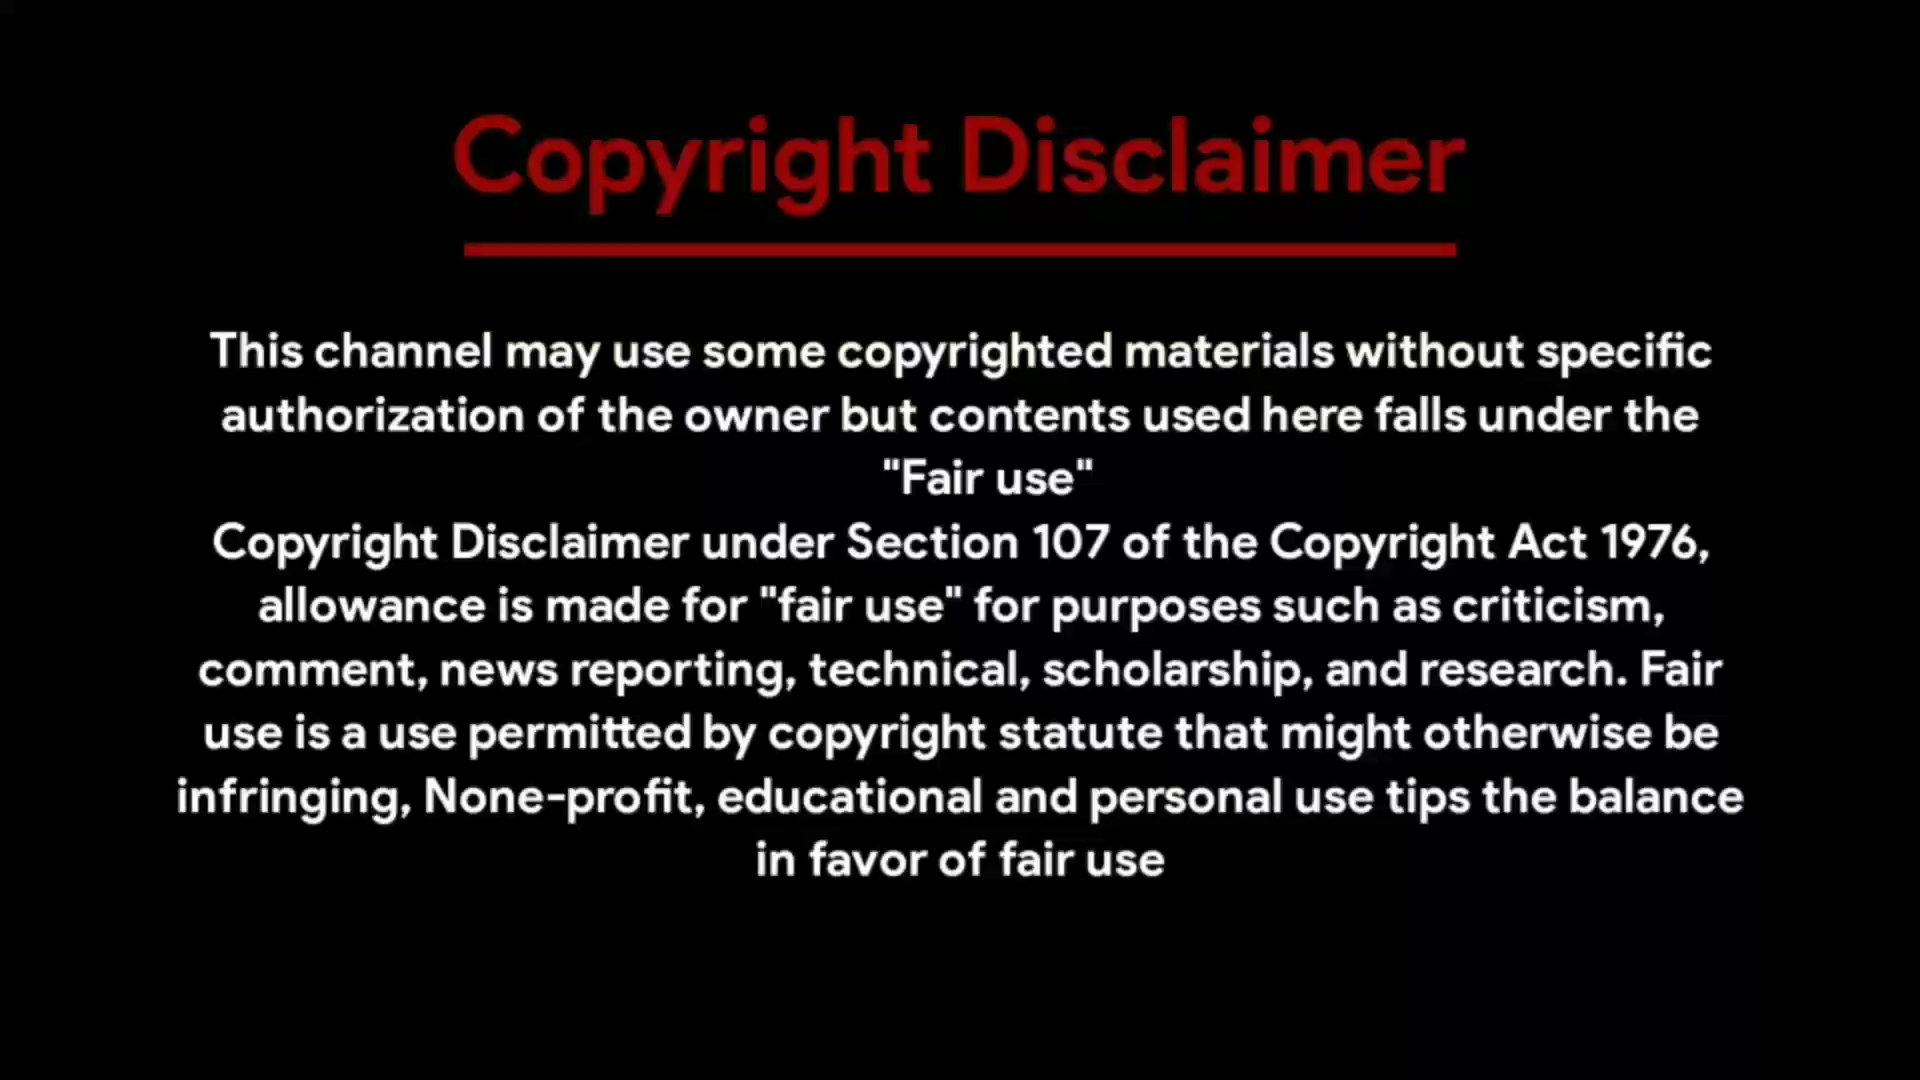 Copyright Disclaimer
This channel may use some copyrighted materials without specific
authorization of the owner but contents used here falls under the
"Fair use"
Copyright Disclaimer under Section 107 of the Copyright Act 1976,
allowance is made for "fair use" for purposes such as criticism,
comment, news reporting, technical, scholarship, and research. Fair
use is a use permitted by copyright statute that might otherwise be
infringing, None-profit, educational and personal use tips the balance
in favor of fair use